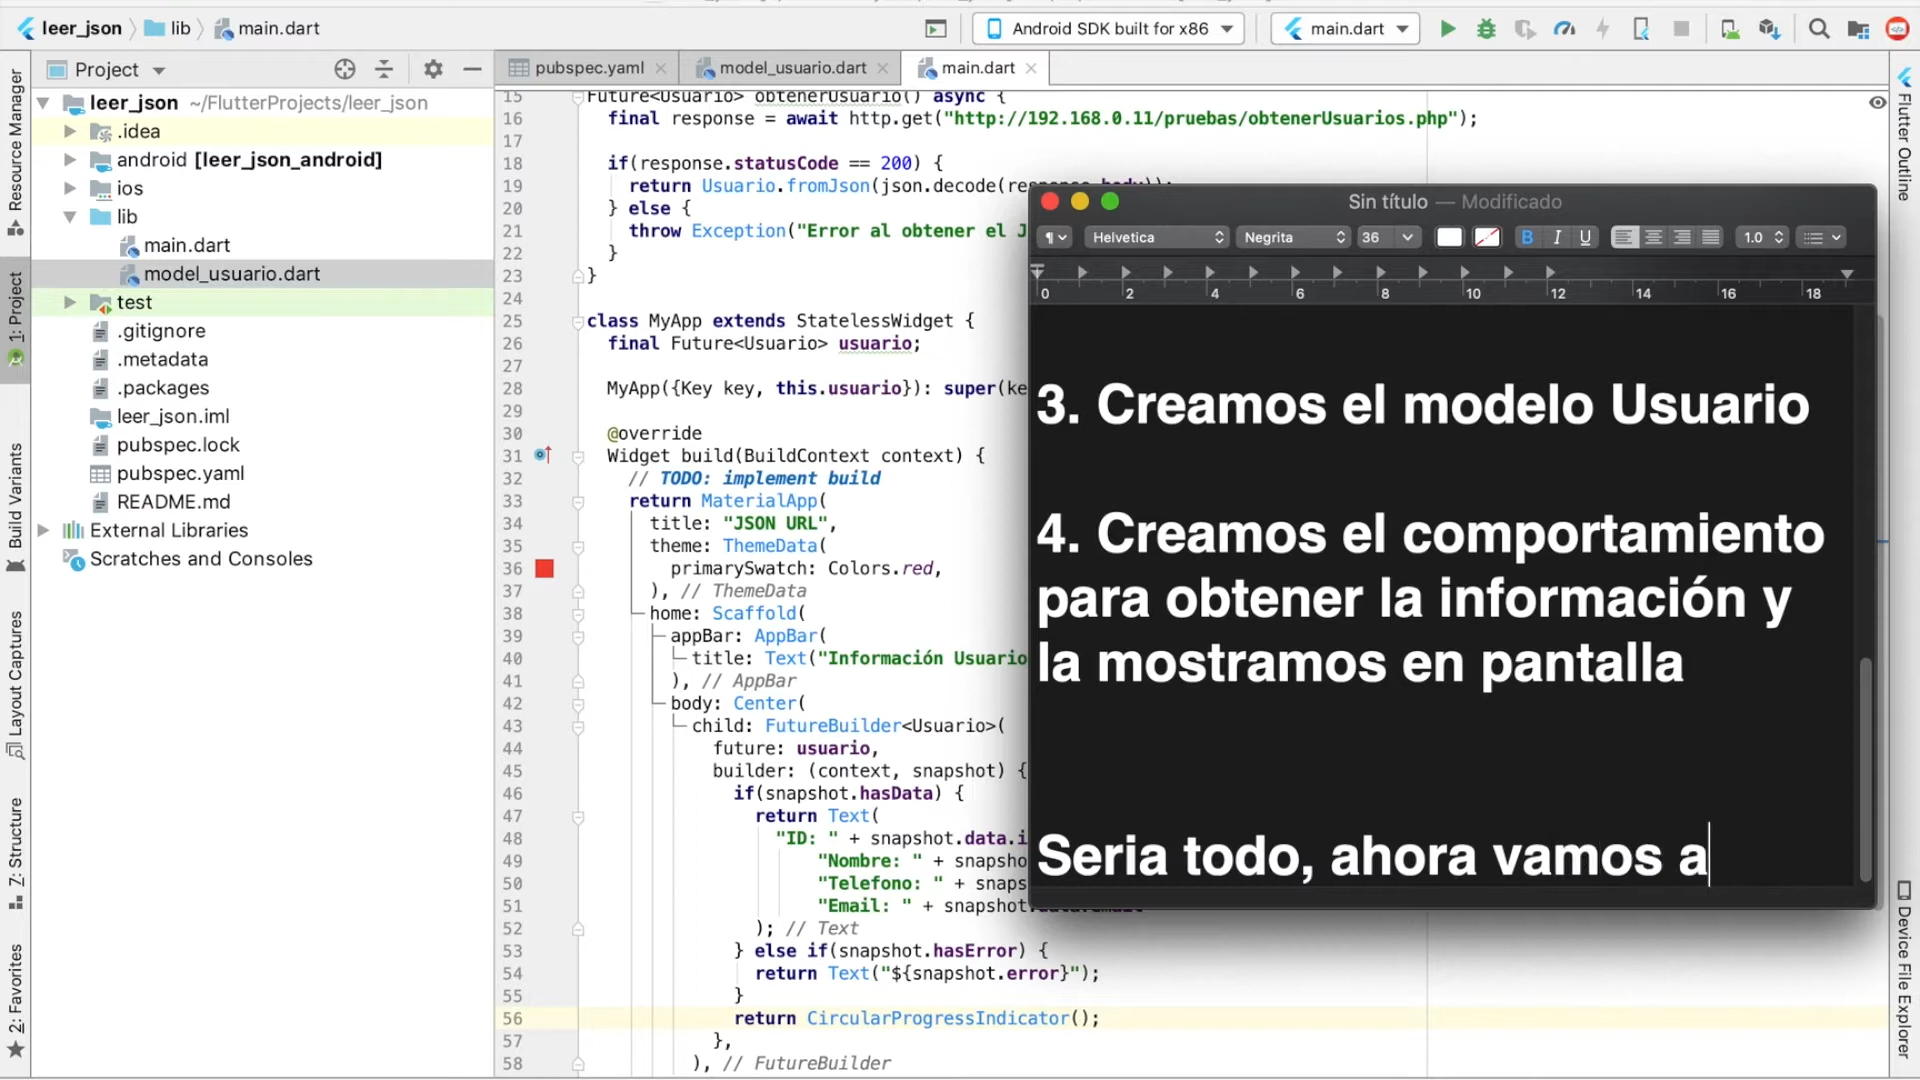 leer_json
lib
main.dart
Android SDK built for x86
main.dart
Project
pubspec.yaml
model_usuario.dart
main.dart
Resource Manager
1: Project
Build Variants
Layout Captures
Z: Structure
2: Favorites
leer_json ~/FlutterProjects/leer_json
.idea
android [leer_json_android]
ios
lib
main.dart
model_usuario.dart
test
.gitignore
.metadata
.packages
leer_json.iml
pubspec.lock
pubspec.yaml
README.md
External Libraries
Scratches and Consoles
15 Future<Usuario> obtenerUsuario() async {
16 final response = await http.get("http://192.168.0.11/pruebas/obtenerUsuarios.php");
17
18 if(response.statusCode == 200) {
19 return Usuario.fromJson(json.decode(response.body));
20 } else {
21 throw Exception("Error al obtener el J
22 }
23 }
24
25 class MyApp extends StatelessWidget {
26 final Future<Usuario> usuario;
27
28 MyApp({Key key, this.usuario}): super(ke
29
30 @override
31 Widget build(BuildContext context) {
32 // TODO: implement build
33 return MaterialApp(
34 title: "JSON URL",
35 theme: ThemeData(
36 primarySwatch: Colors.red,
37 ), // ThemeData
38 home: Scaffold(
39 appBar: AppBar(
40 title: Text("Información Usuario
41 ), // AppBar
42 body: Center(
43 child: FutureBuilder<Usuario>(
44 future: usuario,
45 builder: (context, snapshot) {
46 if(snapshot.hasData) {
47 return Text(
48 "ID: " + snapshot.data.i
49 "Nombre: " + snapsho
50 "Telefono: " + snaps
51 "Email: " + snapshot.data.email
52 ); // Text
53 } else if(snapshot.hasError) {
54 return Text("${snapshot.error}");
55 }
56 return CircularProgressIndicator();
57 },
58 ), // FutureBuilder
Sin título — Modificado
Helvetica
Negrita
36
B I U
1.0
0 2 4 6 8 10 12 14 16 18
3. Creamos el modelo Usuario
4. Creamos el comportamiento
para obtener la información y
la mostramos en pantalla
Seria todo, ahora vamos a
Flutter Outline
Device File Explorer